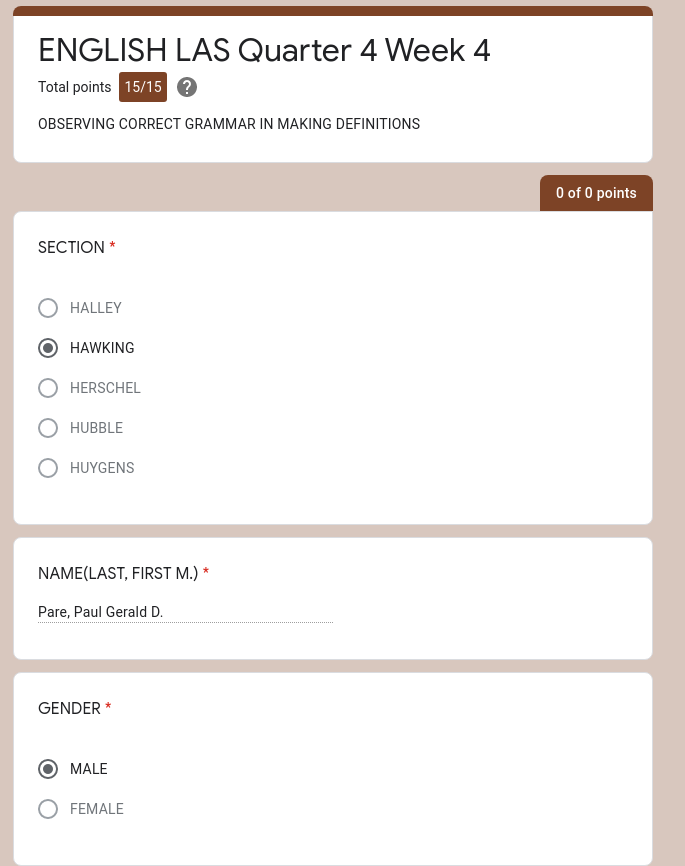 ENGLISH LAS Quarter 4 Week 4
Total points 15/15 ?
OBSERVING CORRECT GRAMMAR IN MAKING DEFINITIONS
0 of 0 points
SECTION *
HALLEY
HAWKING
HERSCHEL
HUBBLE
HUYGENS
NAME(LAST, FIRST M.) *
Pare, Paul Gerald D.
GENDER *
MALE
FEMALE